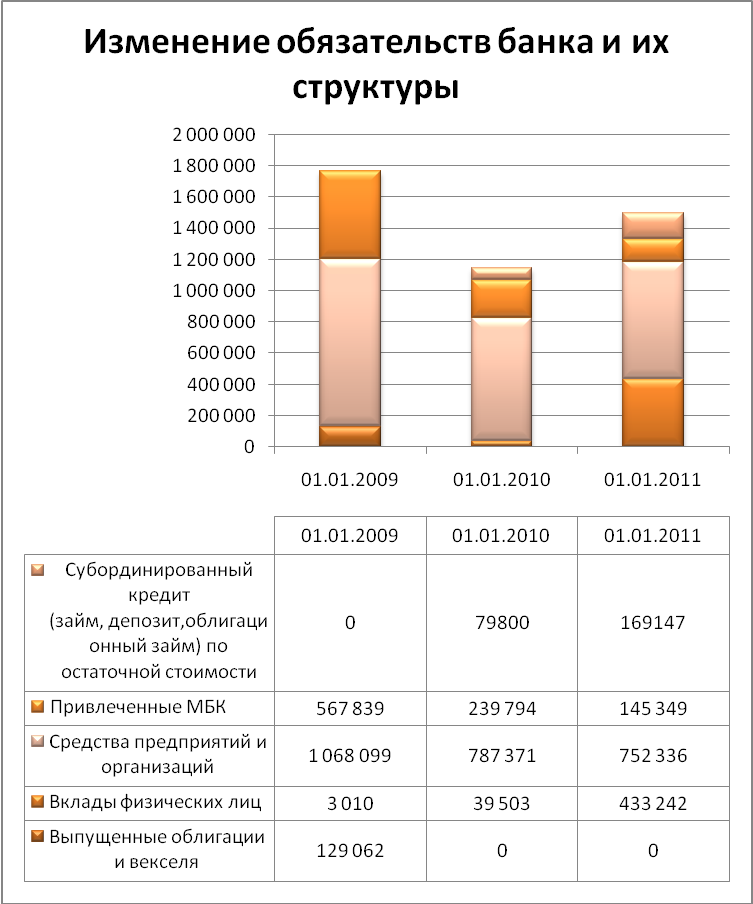 Изменение обязательств банка и их
структуры
2 000 000
1 800 000
1 600 000
1 400 000
1 200 000
1 000 000
800 000
600 000
400 000
200 000
0
01.01.2009 01.01.2010 01.01.2011
01.01.2009 01.01.2010 01.01.2011
Субординированный
кредит
(займ, депозит,облигаци
онный займ) по
остаточной стоимости
0 79800 169147
Привлеченные МБК 567 839 239 794 145 349
Средства предприятий и
организаций
1 068 099 787 371 752 336
Вклады физических лиц 3 010 39 503 433 242
Выпущенные облигации
и векселя
129 062 0 0